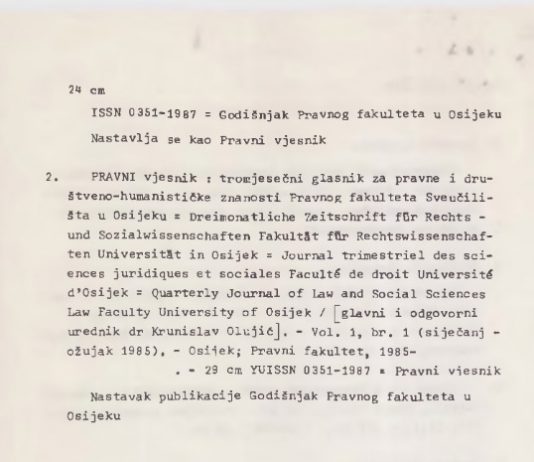 24 cm
ISSN 0351-1987 = Godišnjak Pravnog fakulteta u Osijeku
Nastavlja se kao Pravni vjesnik
2. PRAVNI vjesnik : tromjesečni glasnik za pravne i dru-
štveno-humanističke znanosti Pravnog fakulteta Sveučili-
šta u Osijeku = Dreimonatliche Zeitschrift für Rechts -
und Sozialwissenschaften Fakultät für Rechtswissenschaf-
ten Universität in Osijek = Journal trimestriel des sci-
ences juridiques et sociales Faculté de droit Université
d'Osijek = Quarterly Journal of Law and Social Sciences
Law Faculty University of Osijek / [glavni i odgovorni
urednik dr Krunislav Olujić]. - Vol. 1, br. 1 (siječanj -
ožujak 1985). - Osijek; Pravni fakultet, 1985-
. - 29 cm YUISSN 0351-1987 = Pravni vjesnik
Nastavak publikacije Godišnjak Pravnog fakulteta u
Osijeku